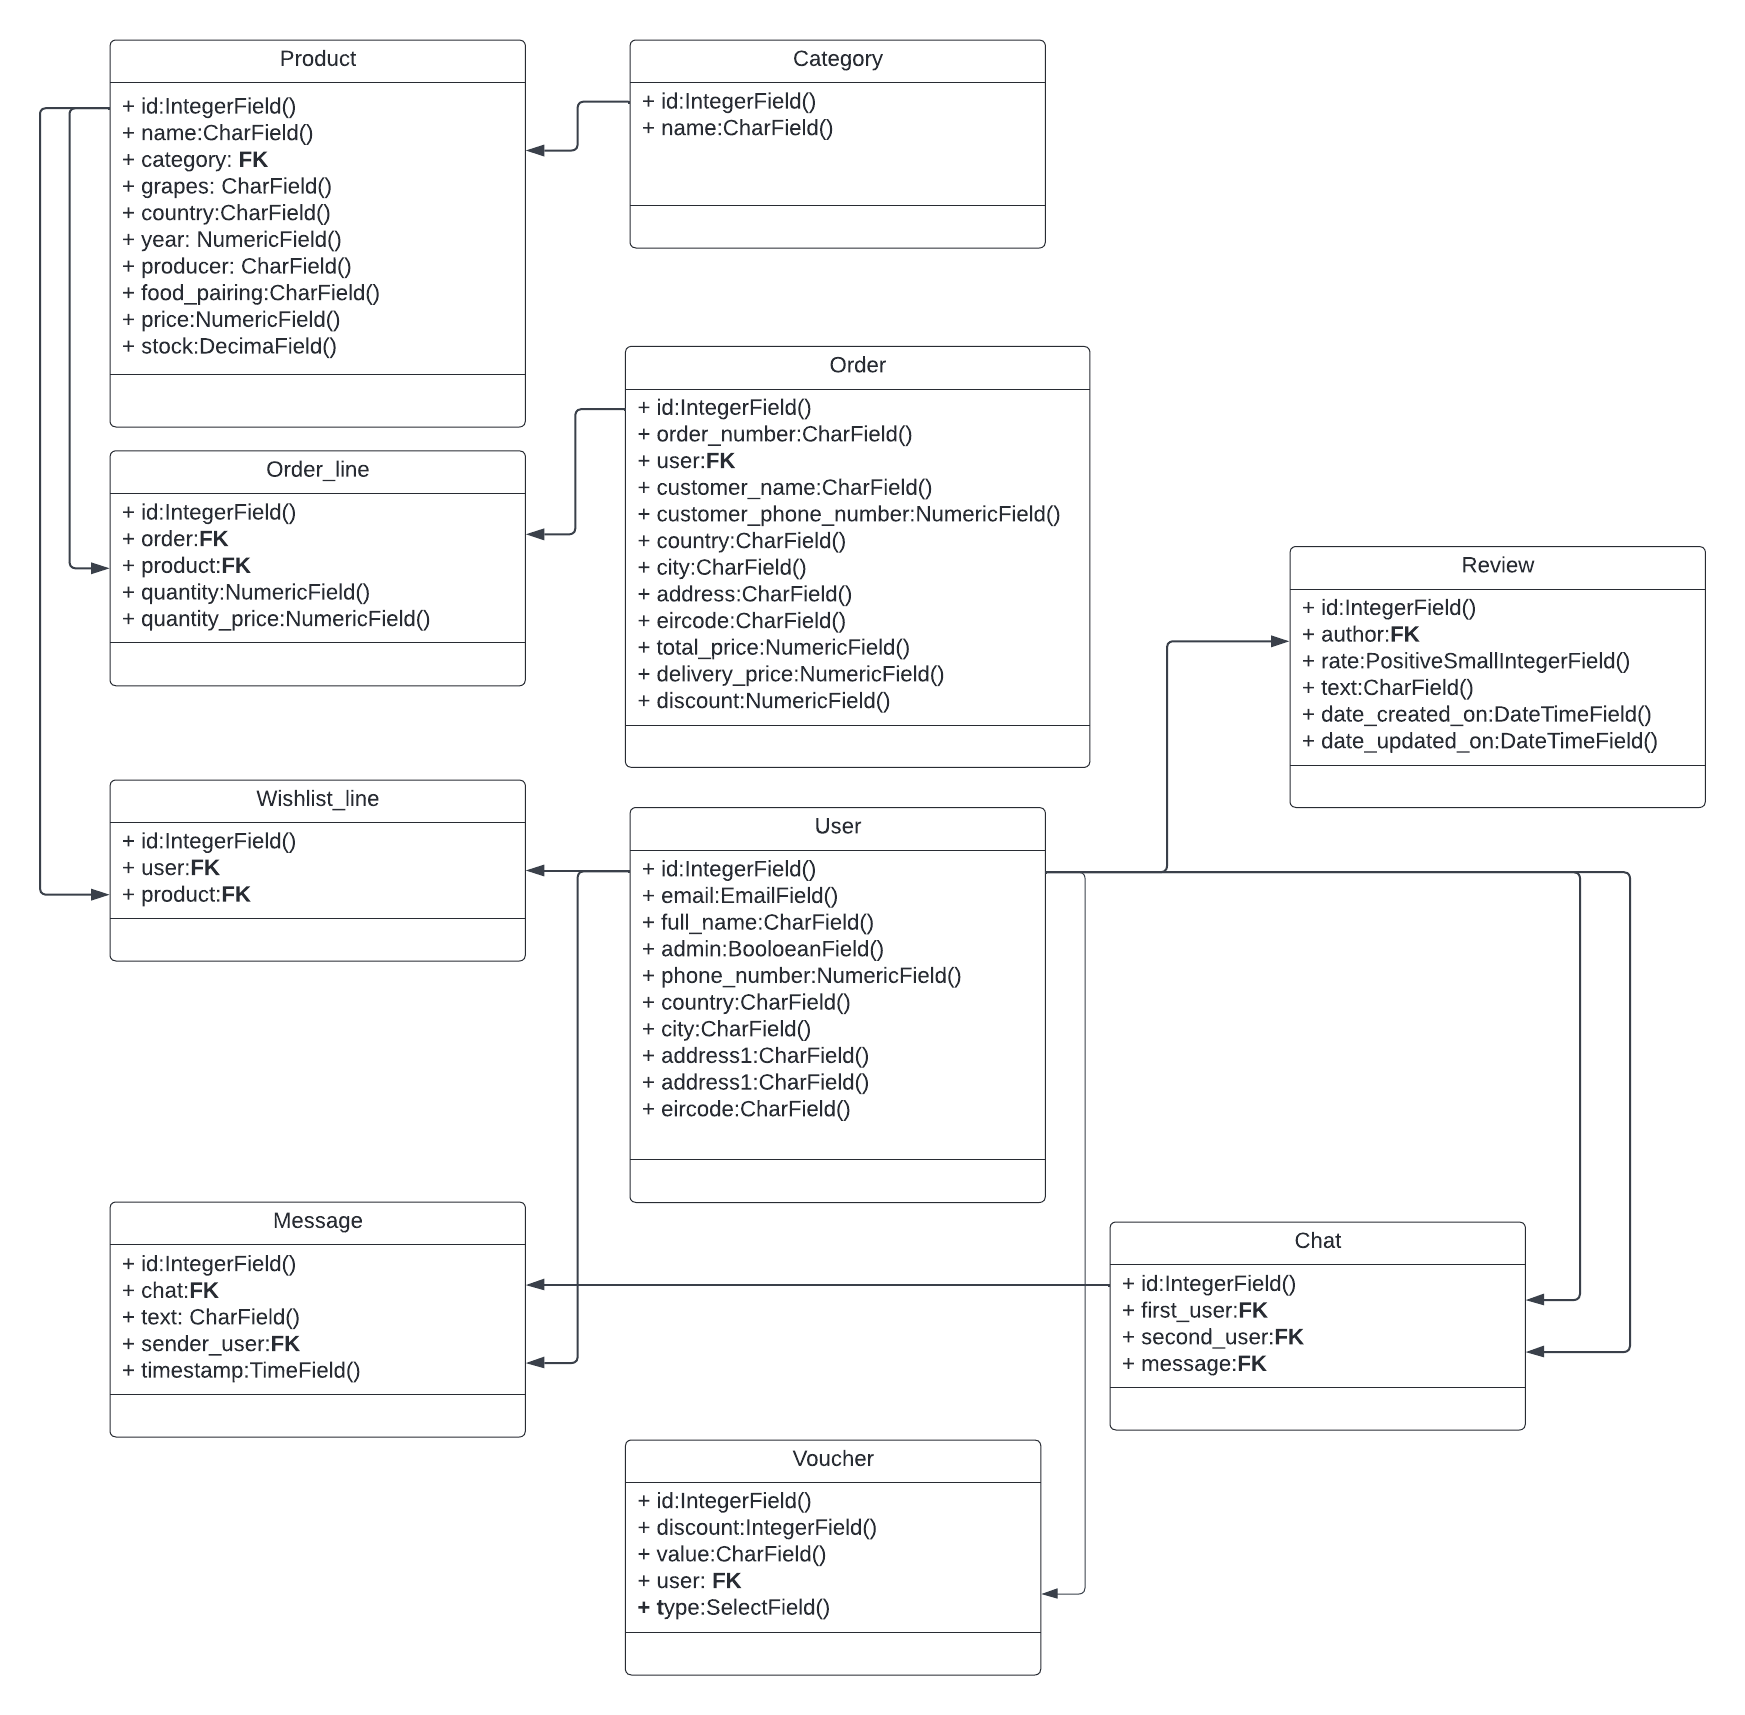 Product
+ id:IntegerField()
+ name:CharField()
+ category: FK
+ grapes: CharField()
+ country:CharField()
+ year: NumericField()
+ producer: CharField()
+ food_pairing:CharField()
+ price:NumericField()
+ stock:DecimaField()
Category
+ id:IntegerField()
+ name:CharField()
Order_line
+ id:IntegerField()
+ order:FK
+ product:FK
+ quantity:NumericField()
+ quantity_price:NumericField()
Order
+ id:IntegerField()
+ order_number:CharField()
+ user:FK
+ customer_name:CharField()
+ customer_phone_number:NumericField()
+ country:CharField()
+ city:CharField()
+ address:CharField()
+ eircode:CharField()
+ total_price:NumericField()
+ delivery_price:NumericField()
+ discount:NumericField()
Review
+ id:IntegerField()
+ author:FK
+ rate:PositiveSmallIntegerField()
+ text:CharField()
+ date_created_on:DateTimeField()
+ date_updated_on:DateTimeField()
Wishlist_line
+ id:IntegerField()
+ user:FK
+ product:FK
User
+ id:IntegerField()
+ email:EmailField()
+ full_name:CharField()
+ admin:BooloeanField()
+ phone_number:NumericField()
+ country:CharField()
+ city:CharField()
+ address1:CharField()
+ address1:CharField()
+ eircode:CharField()
Message
+ id:IntegerField()
+ chat:FK
+ text: CharField()
+ sender_user:FK
+ timestamp:TimeField()
Chat
+ id:IntegerField()
+ first_user:FK
+ second_user:FK
+ message:FK
Voucher
+ id:IntegerField()
+ discount:IntegerField()
+ value:CharField()
+ user: FK
+ type:SelectField()